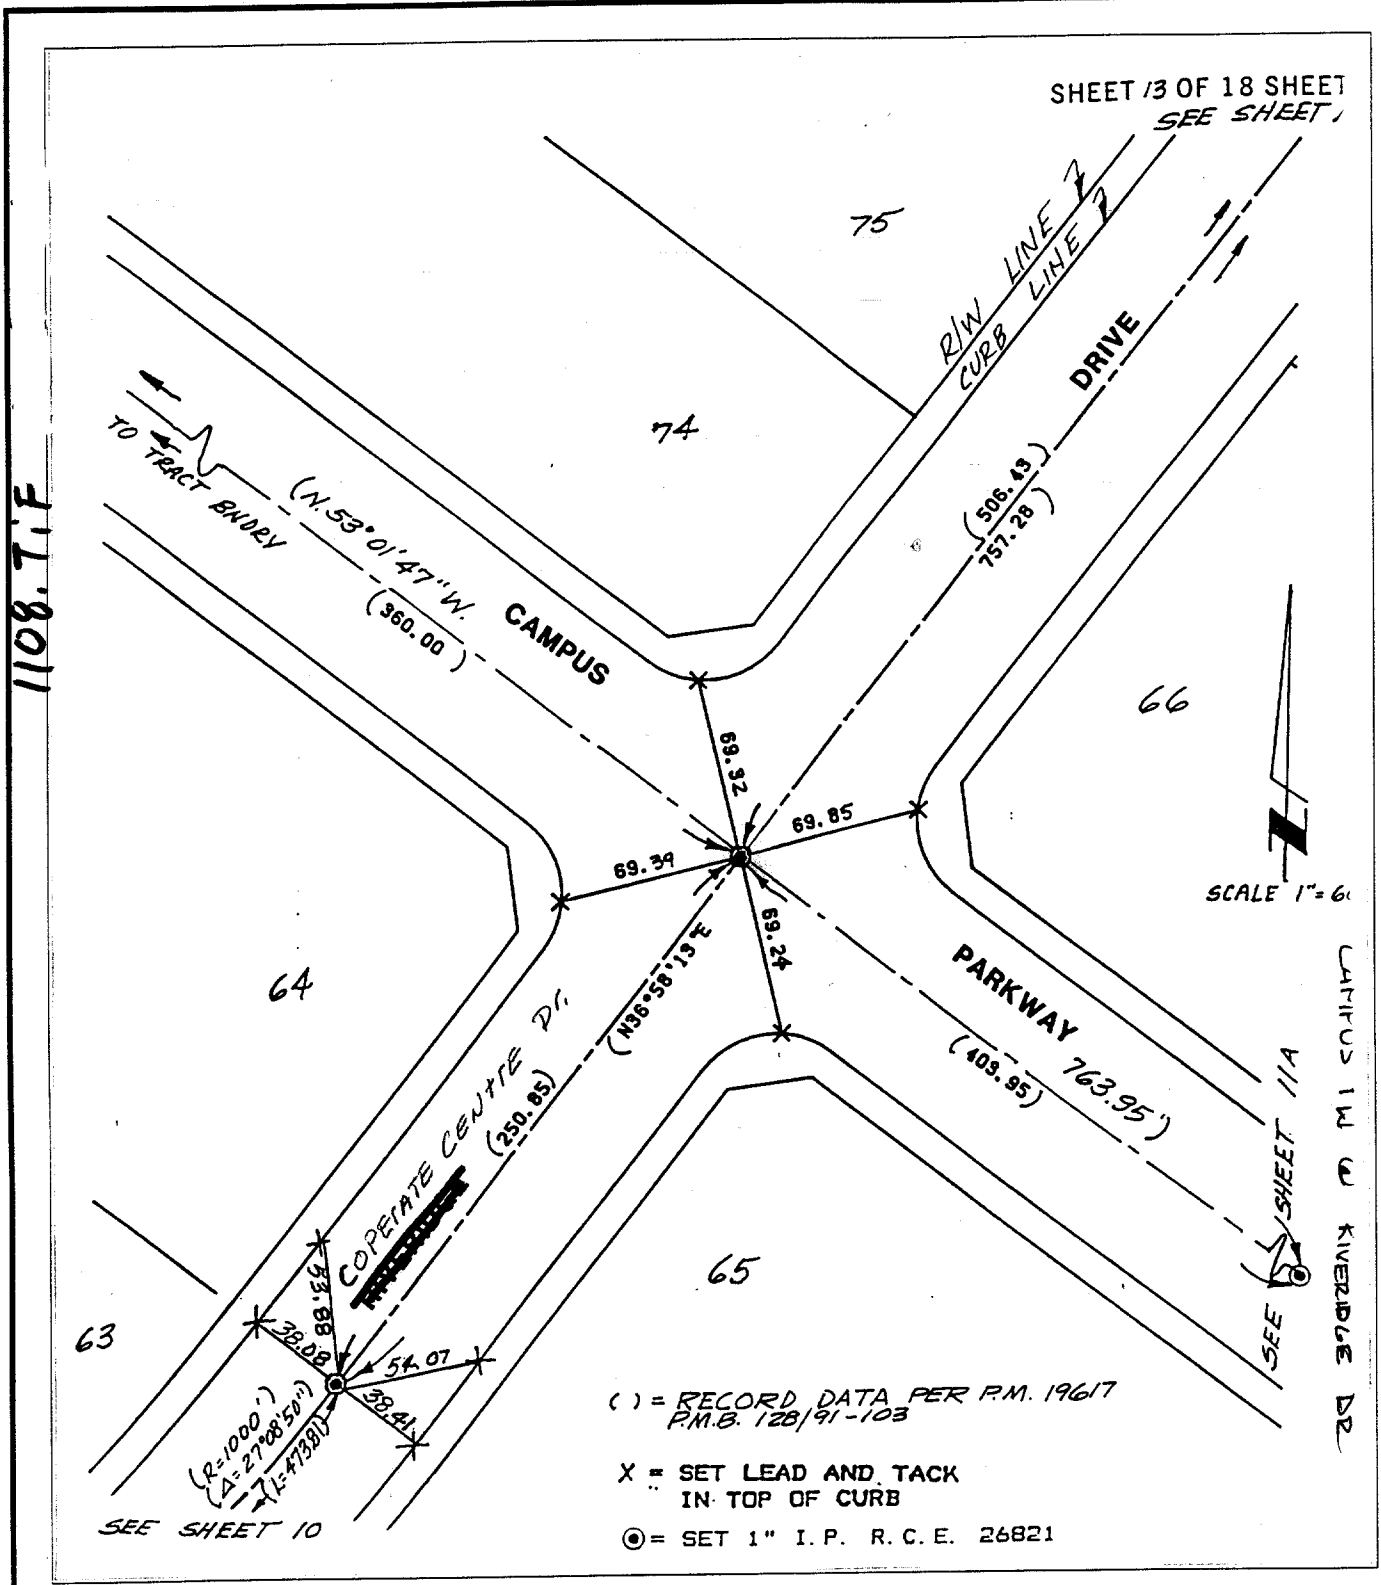 SHEET 13 OF 18 SHEET
SEE SHEET
75
R/W LINE
CURB LINE
DRIVE
74
TO TRACT BNDRY
(N.53°01'47"W.
(360.00)
CAMPUS
(506.43)
757.28
1108.TiF
66
69.92
69.85
69.39
69.24
SCALE 1"=6
64
(N36°58'13"E
PARKWAY
(403.95)
763.95')
COPERATE CENTRE Dr.
(250.85)
SEE SHEET 11A
CAMPUS @ RIVERIDGE DR
65
63
53.88
38.08
54.07
38.41
(R=1000')
(Δ=27°08'50")
(L=473.81)
SEE SHEET 10
( ) = RECORD DATA PER P.M. 19617
P.M.B. 128/91-103
X = SET LEAD AND TACK
IN TOP OF CURB
= SET 1" I.P. R.C.E. 26821